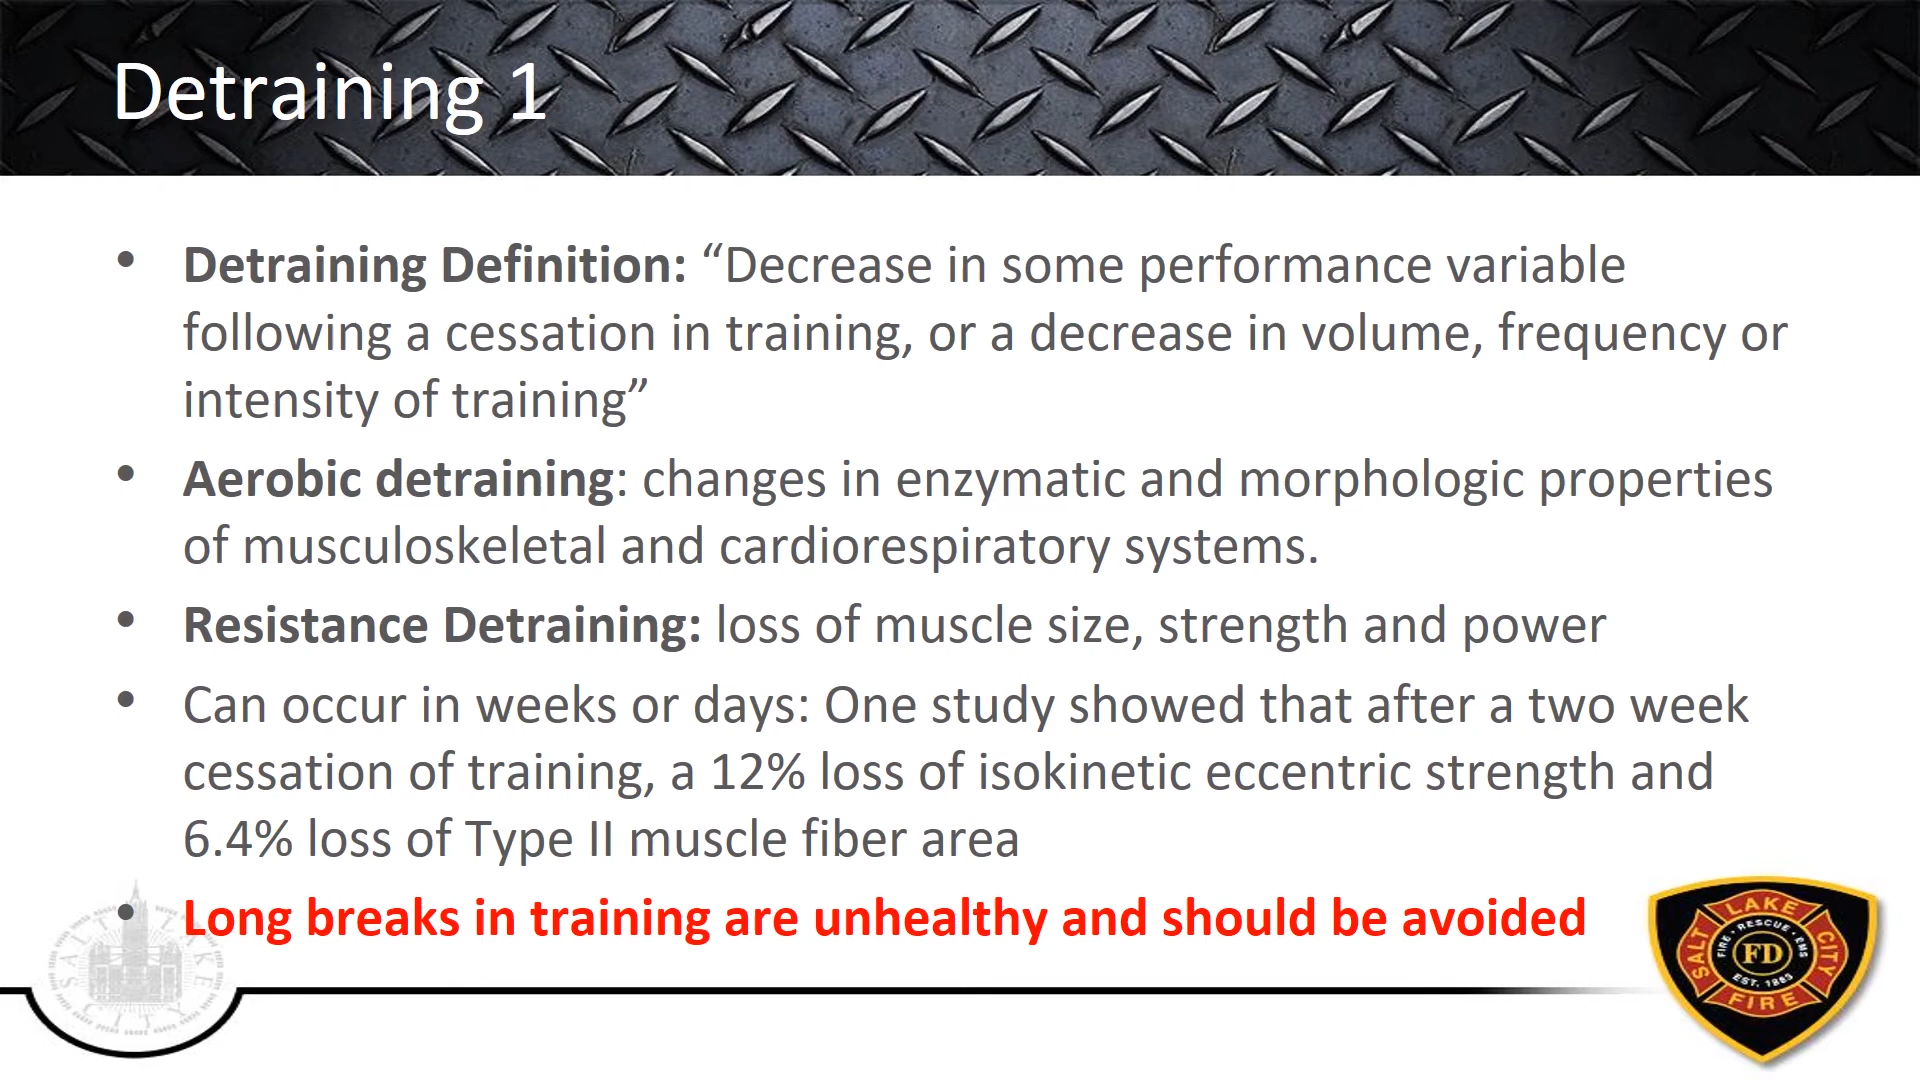 Detraining 1
• Detraining Definition: “Decrease in some performance variable
following a cessation in training, or a decrease in volume, frequency or
intensity of training”
• Aerobic detraining: changes in enzymatic and morphologic properties
of musculoskeletal and cardiorespiratory systems.
• Resistance Detraining: loss of muscle size, strength and power
• Can occur in weeks or days: One study showed that after a two week
cessation of training, a 12% loss of isokinetic eccentric strength and
6.4% loss of Type II muscle fiber area
• Long breaks in training are unhealthy and should be avoided
SALT LAKE
CITY
LAKE
SALT
CITY
FIRE • RESCUE • EMS
FD
EST. 1883
FIRE